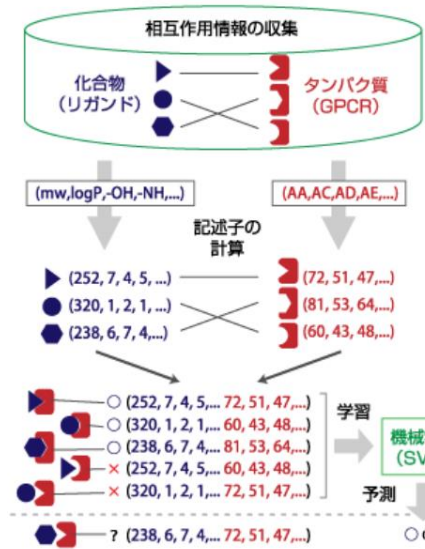 相互作用情報の収集
化合物
(リガンド)
タンパク質
(GPCR)
(mw,logP,-OH,-NH,...)
(AA,AC,AD,AE,...)
記述子の
計算
(252, 7, 4, 5, ...)
(72, 51, 47,...)
(320, 1, 2, 1, ...)
(81, 53, 64,...)
(238, 6, 7, 4,...)
(60, 43, 48,...)
○ (252, 7, 4, 5,... 72, 51, 47,...)
○ (320, 1, 2, 1,... 60, 43, 48,...)
○ (238, 6, 7, 4,... 81, 53, 64,...)
× (252, 7, 4, 5,... 60, 43, 48,...)
× (320, 1, 2, 1,... 72, 51, 47,...)
学習
機械
(SV
予測
? (238, 6, 7, 4,... 72, 51, 47,...)
○